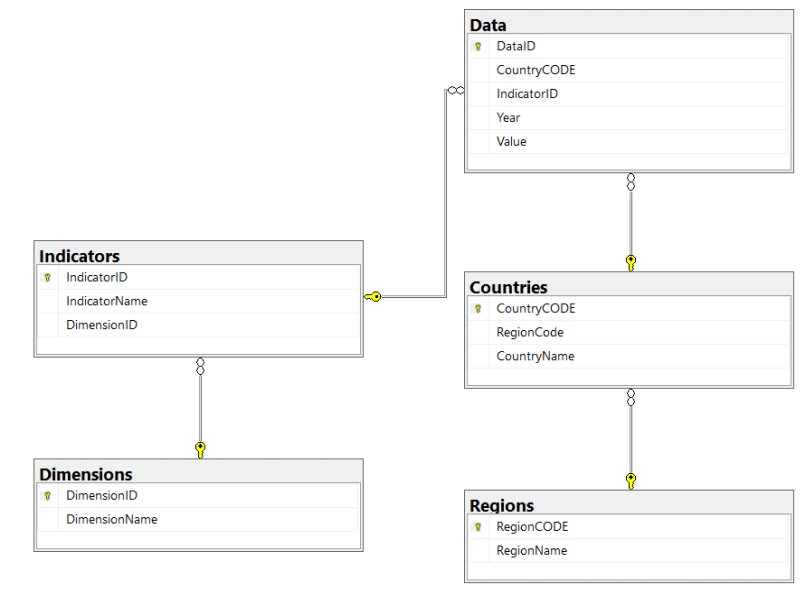 Data
DataID
CountryCODE
IndicatorID
Year
Value
Indicators
IndicatorID
IndicatorName
DimensionID
Countries
CountryCODE
RegionCode
CountryName
Dimensions
DimensionID
DimensionName
Regions
RegionCODE
RegionName